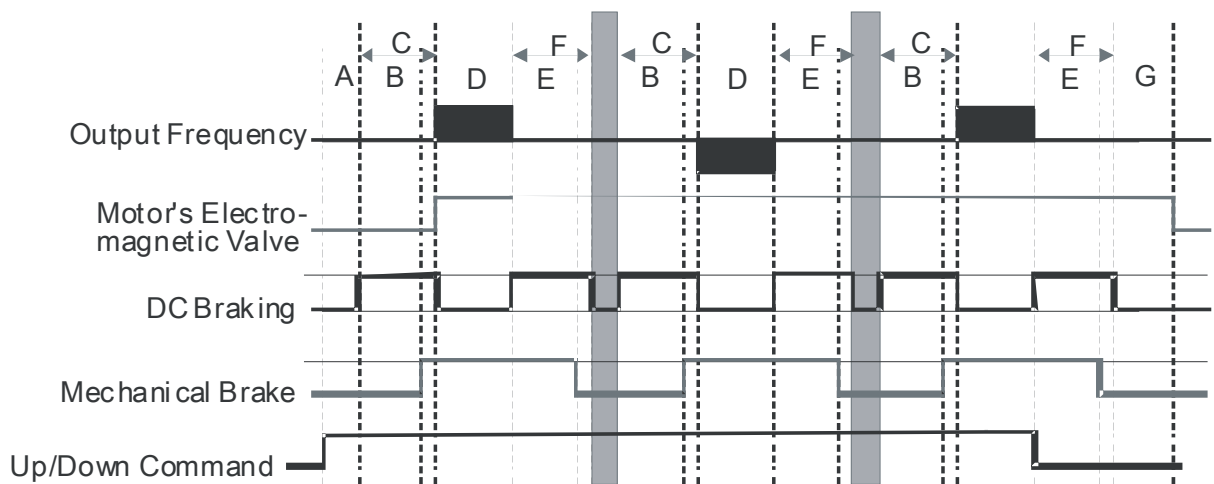 C F C F C F
A B D E B D E B E G
Output Frequency
Motor's Electro-
magnetic Valve
DC Braking
Mechanical Brake
Up/Down Command